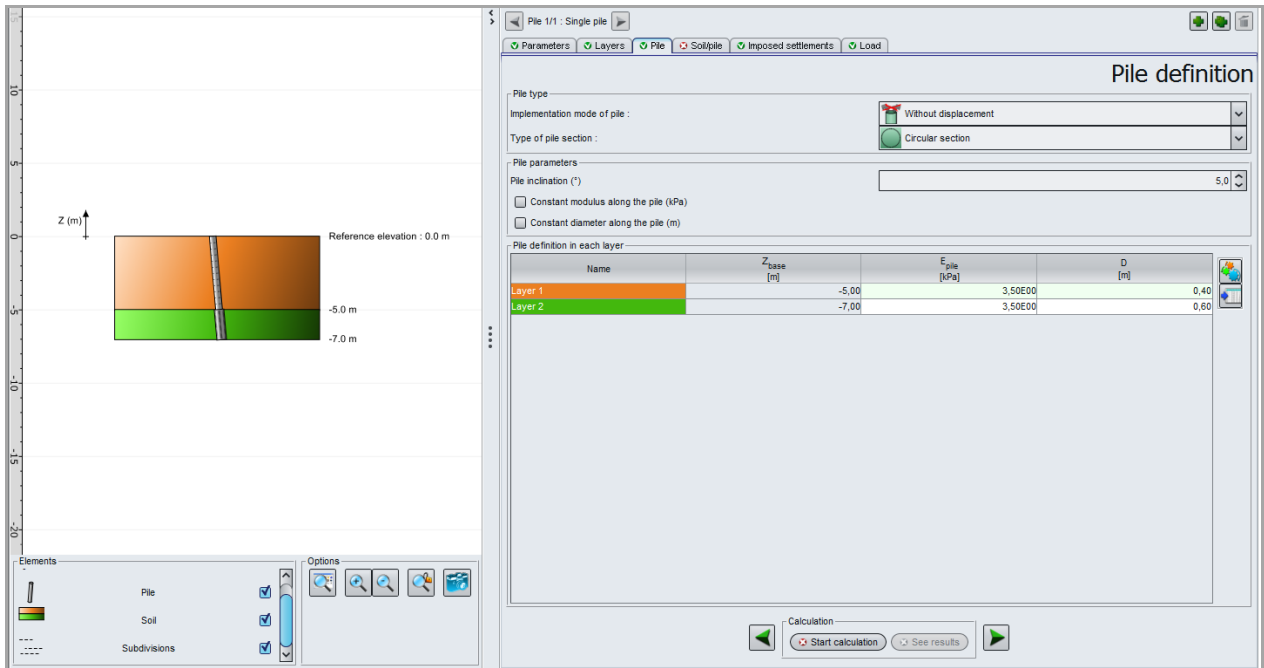 Pile 1/1 : Single pile
Parameters Layers Pile Soil/pile Imposed settlements Load
Pile definition
Pile type
Implementation mode of pile :
Without displacement
Type of pile section :
Circular section
Pile parameters
Pile inclination (°)
5,0
Constant modulus along the pile (kPa)
Constant diameter along the pile (m)
Pile definition in each layer
Name Zbase [m] Epile [kPa] D [m]
Layer 1 -5,00 3,50E00 0,40
Layer 2 -7,00 3,50E00 0,60
Calculation
Start calculation See results
15
10
5
0
-5
-10
-15
-20
Z (m)
Reference elevation : 0.0 m
-5.0 m
-7.0 m
Elements
Pile
Soil
Subdivisions
Options